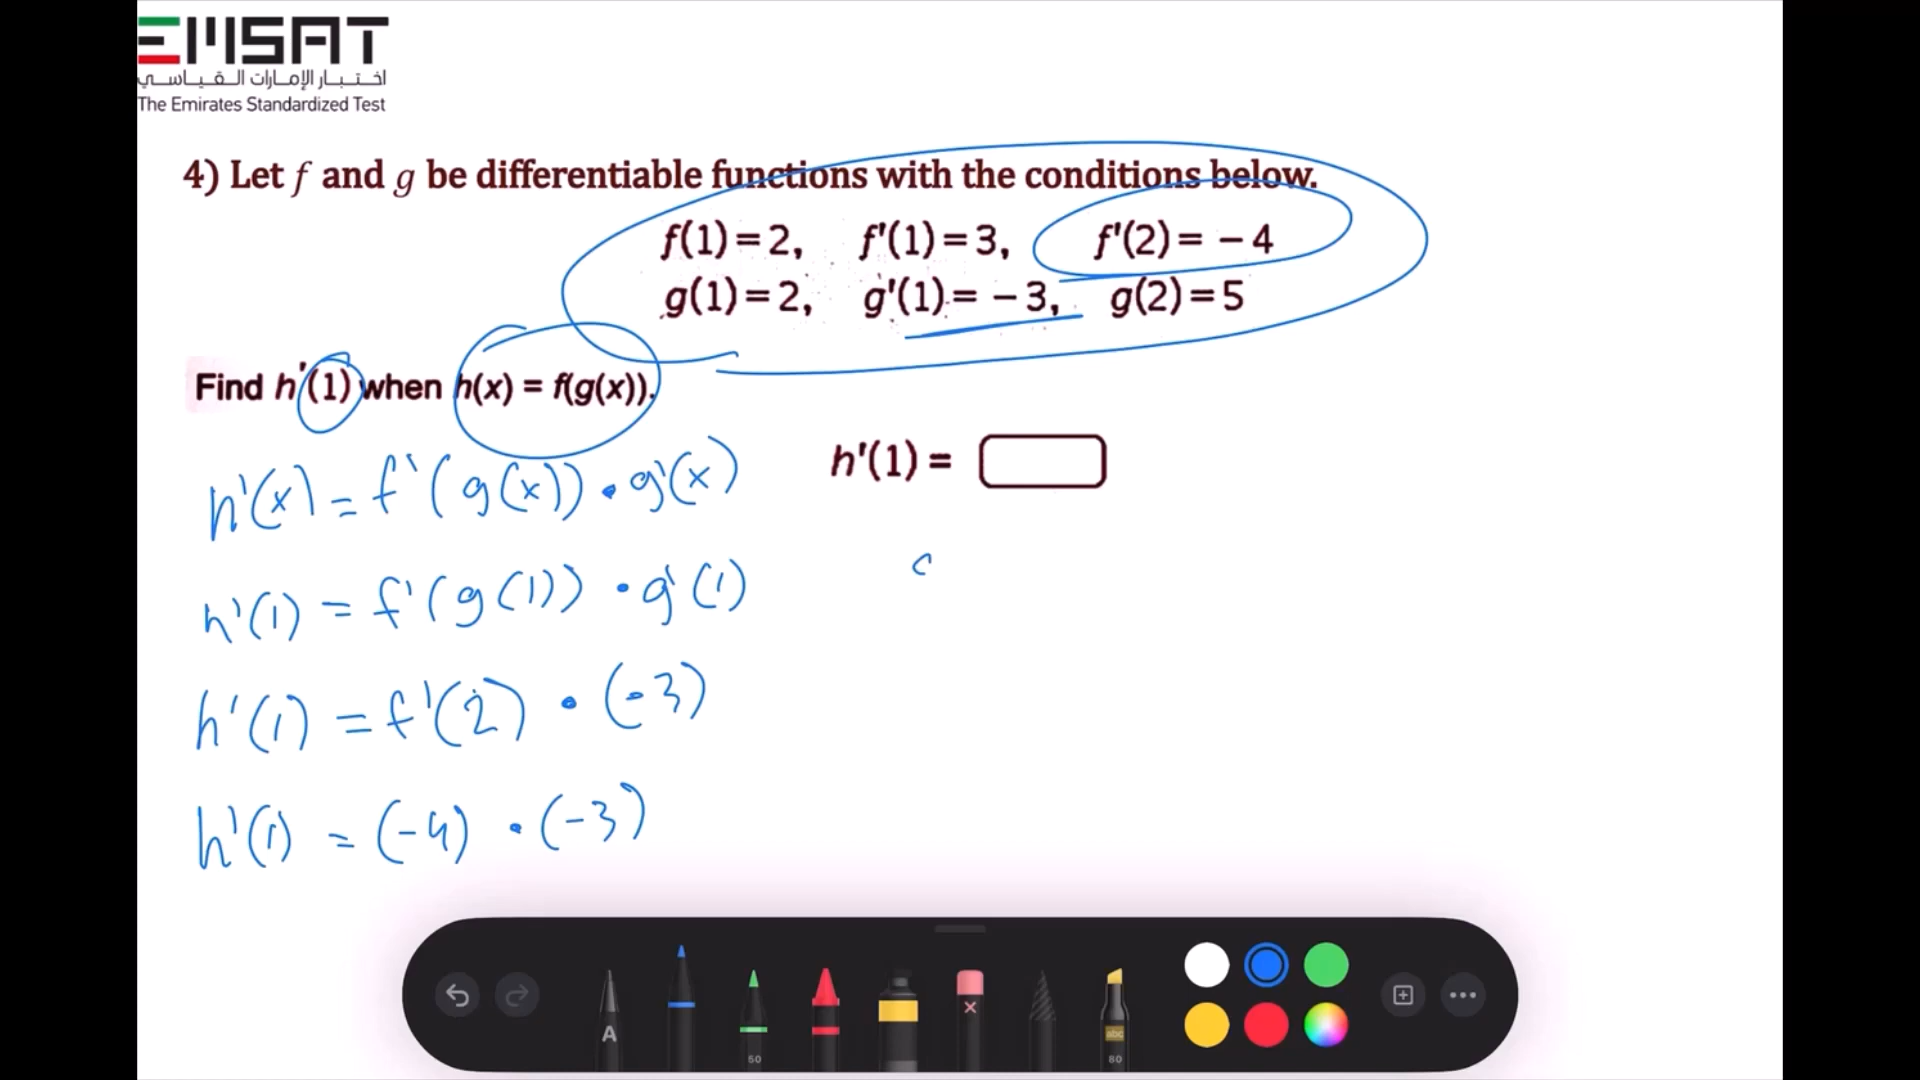 EMSAT
اختبار الإمارات القياسي
The Emirates Standardized Test
4) Let f and g be differentiable functions with the conditions below.
f(1)=2, f'(1)=3, f'(2)= -4
g(1)=2, g'(1)= -3, g(2)=5
Find h'(1) when h(x) = f(g(x)).
h'(1) =
h'(x) = f'(g(x)) • g'(x)
h'(1) = f'(g(1)) • g'(1)
h'(1) = f'(2) • (-3)
h'(1) = (-4) • (-3)
A
50
abc
80